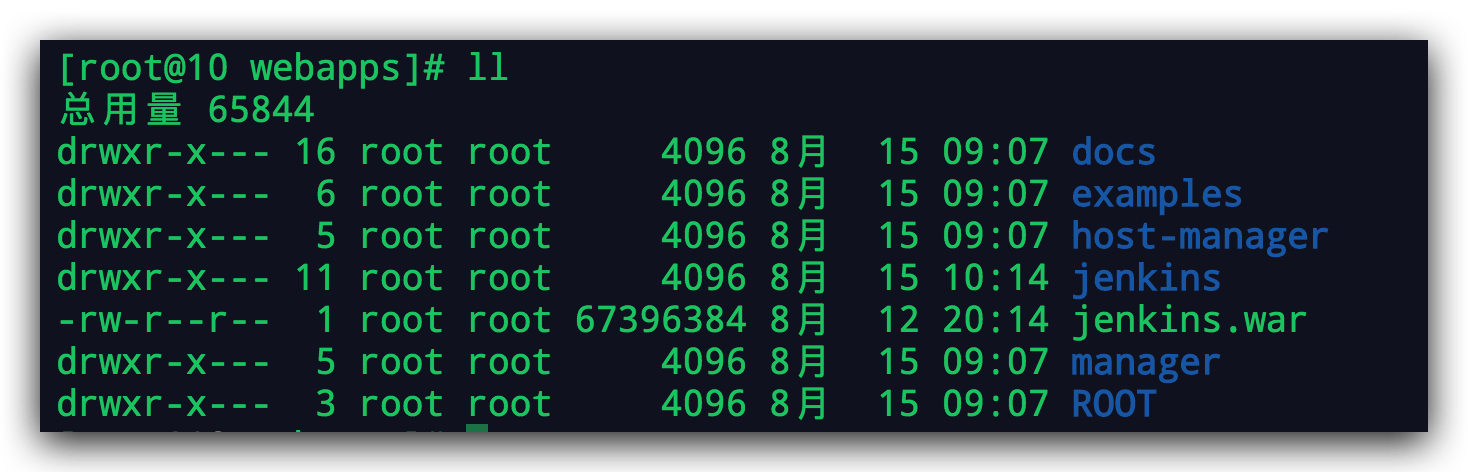 [root@10 webapps]# ll
总用量 65844
drwxr-x--- 16 root root     4096 8月  15 09:07 docs
drwxr-x---  6 root root     4096 8月  15 09:07 examples
drwxr-x---  5 root root     4096 8月  15 09:07 host-manager
drwxr-x--- 11 root root     4096 8月  15 10:14 jenkins
-rw-r--r--  1 root root 67396384 8月  12 20:14 jenkins.war
drwxr-x---  5 root root     4096 8月  15 09:07 manager
drwxr-x---  3 root root     4096 8月  15 09:07 ROOT